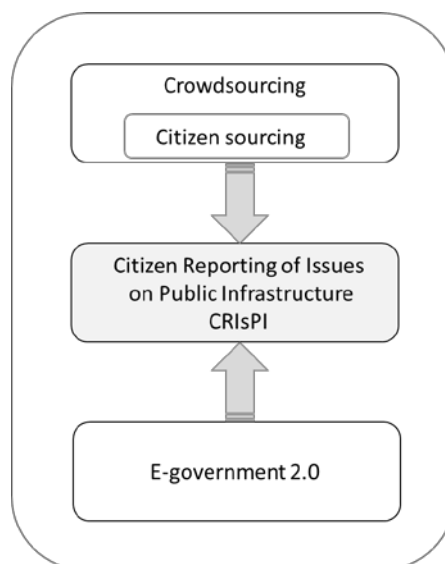 Crowdsourcing
Citizen sourcing
Citizen Reporting of Issues
on Public Infrastructure
CRIsPI
E-government 2.0